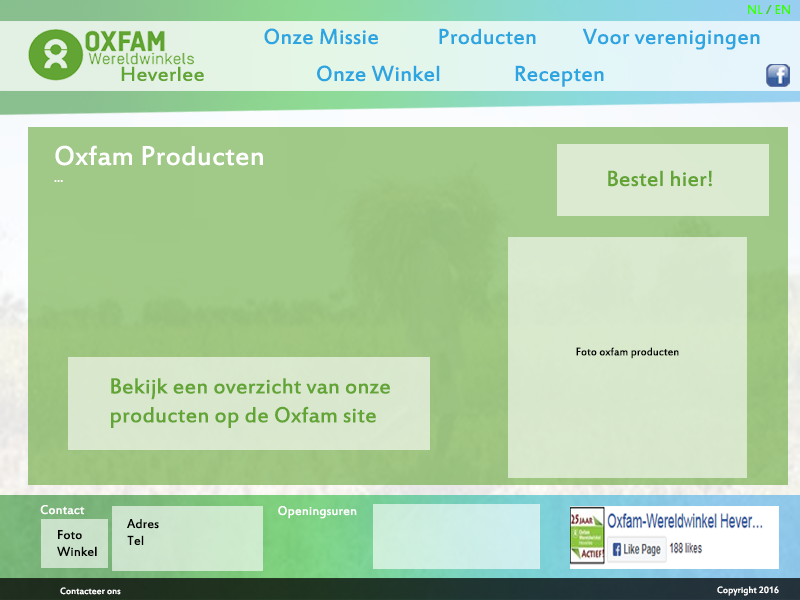 NL / EN
OXFAM
Wereldwinkels
Heverlee
Onze Missie
Producten
Voor verenigingen
Onze Winkel
Recepten
f
Oxfam Producten
...
Bestel hier!
Foto oxfam producten
Bekijk een overzicht van onze
producten op de Oxfam site
Contact
Foto
Winkel
Adres
Tel
Openingsuren
25 JAAR
ACTIEF!
Oxfam-Wereldwinkel Hever...
f Like Page
188 likes
Contacteer ons
Copyright 2016